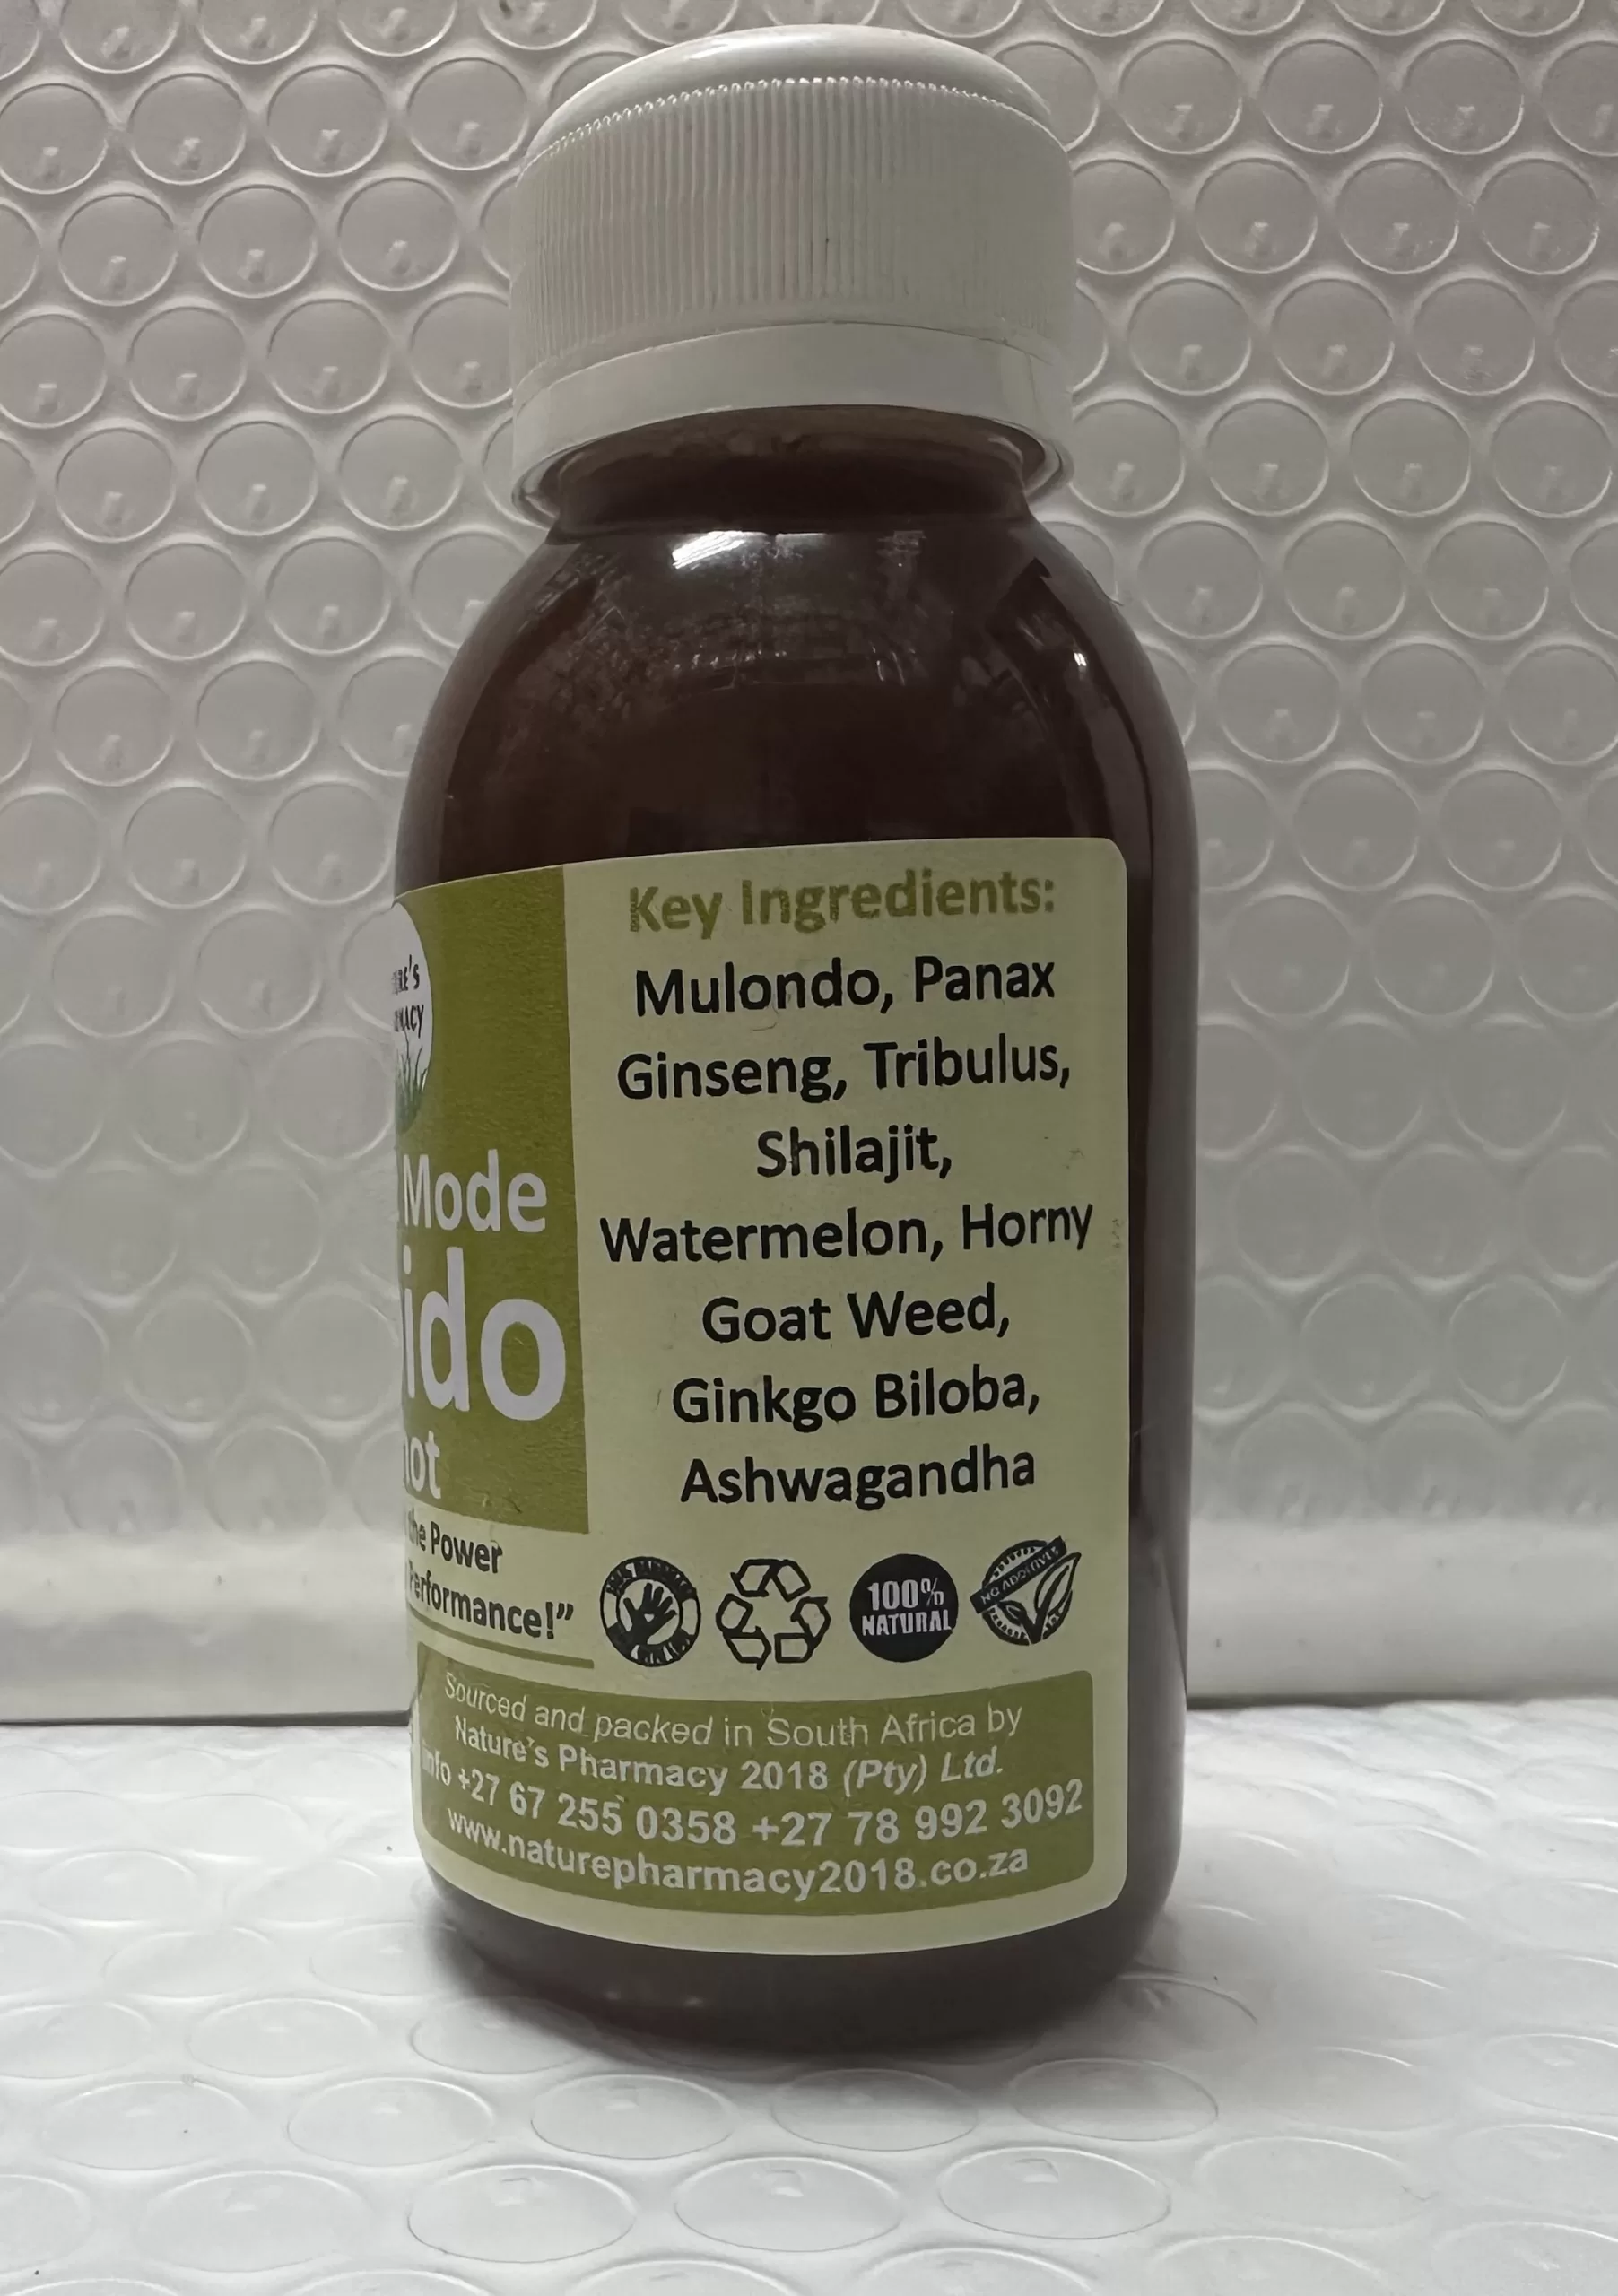 Key Ingredients:
Mulondo, Panax
Ginseng, Tribulus,
Shilajit,
Watermelon, Horny
Goat Weed,
Ginkgo Biloba,
Ashwagandha
100%
NATURAL
NO ADDITIVES
Mode
the Power
Performance!”
Sourced and packed in South Africa by
Nature's Pharmacy 2018 (Pty) Ltd.
info +27 67 255 0358 +27 78 992 3092
www.naturepharmacy2018.co.za